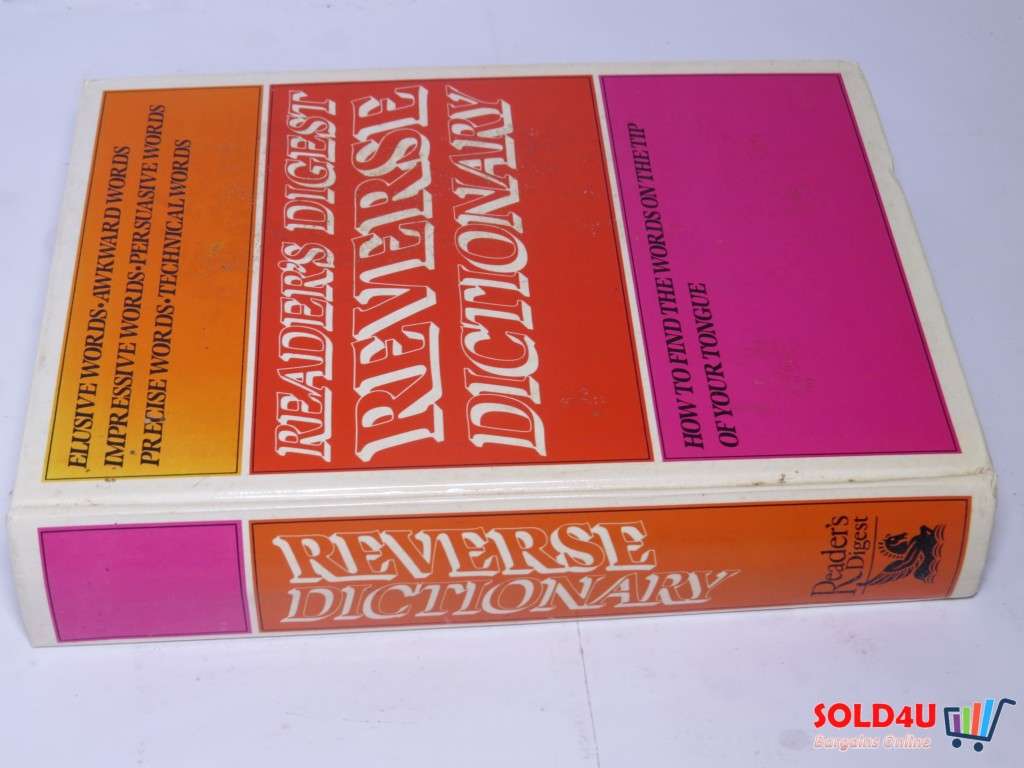 ELUSIVE WORDS•AWKWARD WORDS
IMPRESSIVE WORDS•PERSUASIVE WORDS
PRECISE WORDS•TECHNICAL WORDS
READER'S DIGEST
REVERSE
DICTIONARY
HOW TO FIND THE WORDS ON THE TIP
OF YOUR TONGUE
REVERSE
DICTIONARY
Reader's
Digest
SOLD4U
Bargains Online